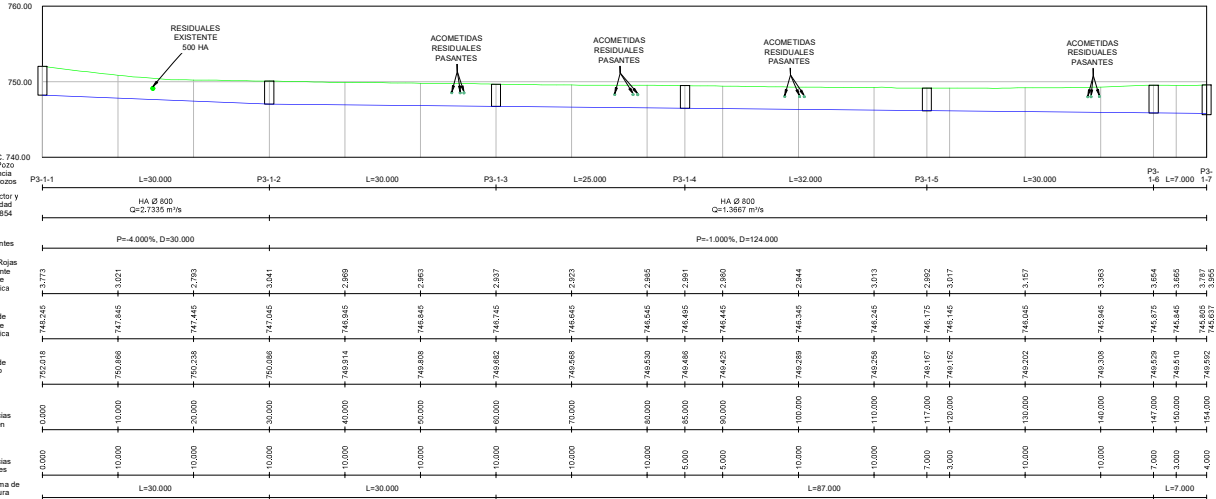 760.00
RESIDUALES
EXISTENTE
500 HA
ACOMETIDAS
RESIDUALES
PASANTES
ACOMETIDAS
RESIDUALES
PASANTES
ACOMETIDAS
RESIDUALES
PASANTES
ACOMETIDAS
RESIDUALES
PASANTES
750.00
740.00
P3-1-1 L=30.000 P3-1-2 L=30.000 P3-1-3 L=25.000 P3-1-4 L=32.000 P3-1-5 L=30.000 P3-1-6 L=7.000 P3-1-7
HA Ø 800
Q=2.7335 m³/s
HA Ø 800
Q=1.3667 m³/s
P=-4.000%, D=30.000
P=-1.000%, D=124.000
Rojas
3.773 3.021 2.793 3.041 2.969 2.963 2.937 2.923 2.985 2.991 2.980 2.944 3.013 2.992 3.017 3.157 3.363 3.654 3.665 3.787 3.955
748.245 747.845 747.445 747.045 746.945 746.845 746.745 746.645 746.545 746.495 746.445 746.345 746.245 746.175 746.145 746.045 745.945 745.875 745.845 745.805 745.637
752.018 750.866 750.238 750.086 749.914 749.808 749.682 749.568 749.530 749.486 749.425 749.289 749.258 749.167 749.162 749.202 749.308 749.529 749.510 749.592
0.000 10.000 20.000 30.000 40.000 50.000 60.000 70.000 80.000 85.000 90.000 100.000 110.000 117.000 120.000 130.000 140.000 147.000 150.000 154.000
0.000 10.000 10.000 10.000 10.000 10.000 10.000 10.000 10.000 5.000 5.000 10.000 10.000 7.000 3.000 10.000 10.000 7.000 3.000 4.000
L=30.000 L=30.000 L=87.000 L=7.000